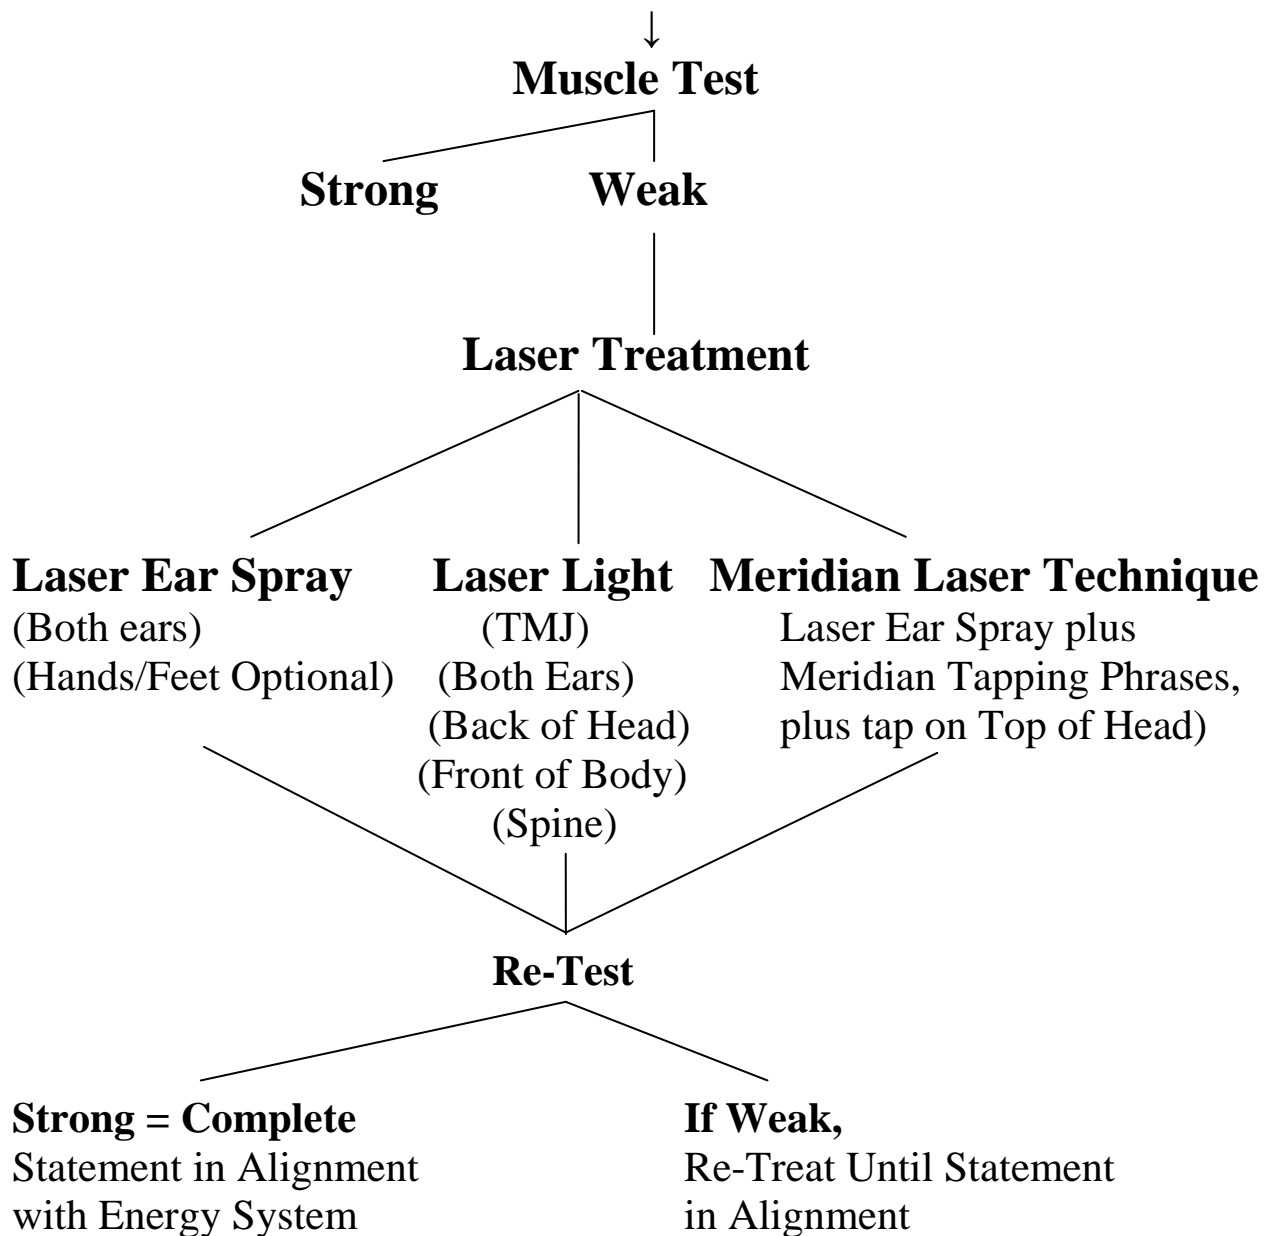 ↓
Muscle Test
Strong Weak
Laser Treatment
Laser Ear Spray Laser Light Meridian Laser Technique
(Both ears) (TMJ) Laser Ear Spray plus
(Hands/Feet Optional) (Both Ears) Meridian Tapping Phrases,
(Back of Head) plus tap on Top of Head)
(Front of Body)
(Spine)
Re-Test
Strong = Complete If Weak,
Statement in Alignment Re-Treat Until Statement
with Energy System in Alignment